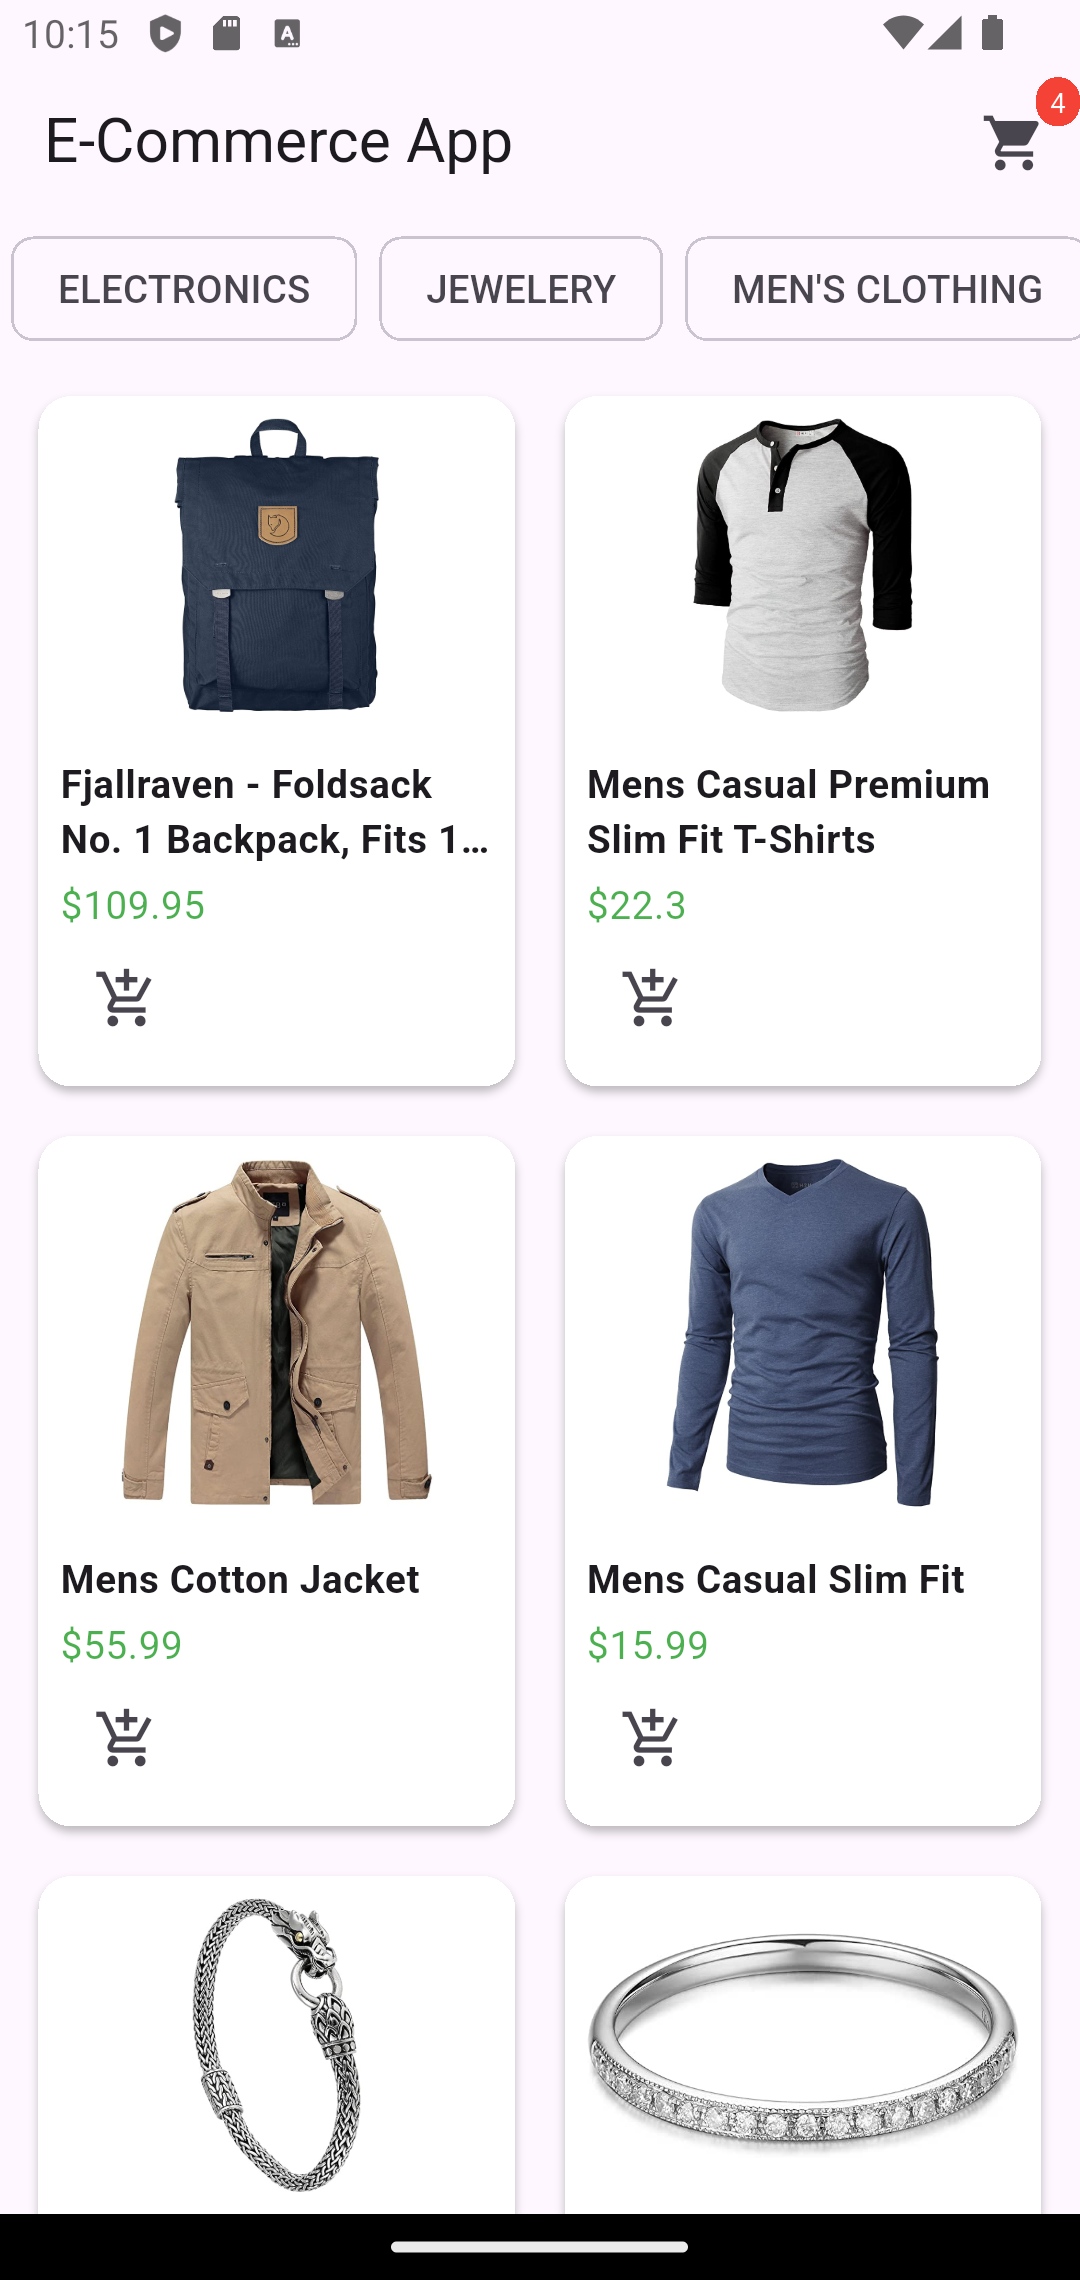 10:15
E-Commerce App
4
ELECTRONICS
JEWELERY
MEN'S CLOTHING
Fjallraven - Foldsack
No. 1 Backpack, Fits 1…
$109.95
Mens Casual Premium
Slim Fit T-Shirts
$22.3
Mens Cotton Jacket
$55.99
Mens Casual Slim Fit
$15.99